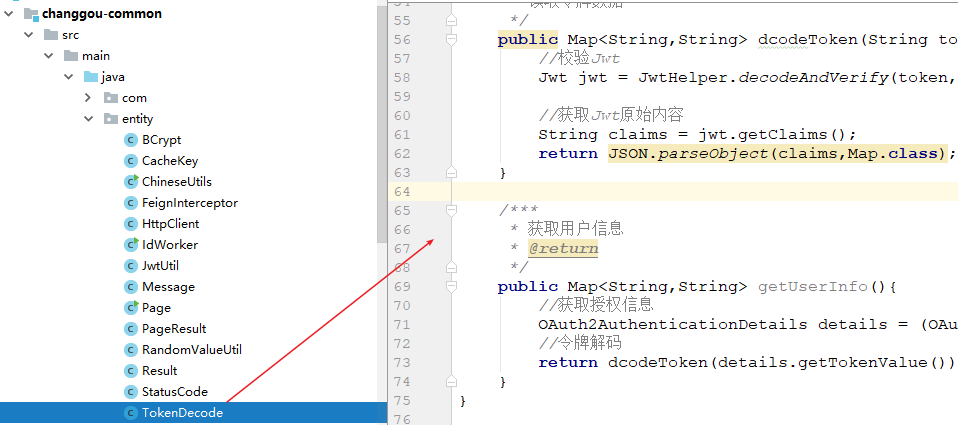 changgou-common
src
main
java
com
entity
BCrypt
CacheKey
ChineseUtils
FeignInterceptor
HttpClient
IdWorker
JwtUtil
Message
Page
PageResult
RandomValueUtil
Result
StatusCode
TokenDecode
55 */
56 public Map<String,String> dcodeToken(String to
57 //校验Jwt
58 Jwt jwt = JwtHelper.decodeAndVerify(token,
59
60 //获取Jwt原始内容
61 String claims = jwt.getClaims();
62 return JSON.parseObject(claims,Map.class);
63 }
64
65 /***
66 * 获取用户信息
67 * @return
68 */
69 public Map<String,String> getUserInfo(){
70 //获取授权信息
71 OAuth2AuthenticationDetails details = (OAu
72 //令牌解码
73 return dcodeToken(details.getTokenValue())
74 }
75 }
76